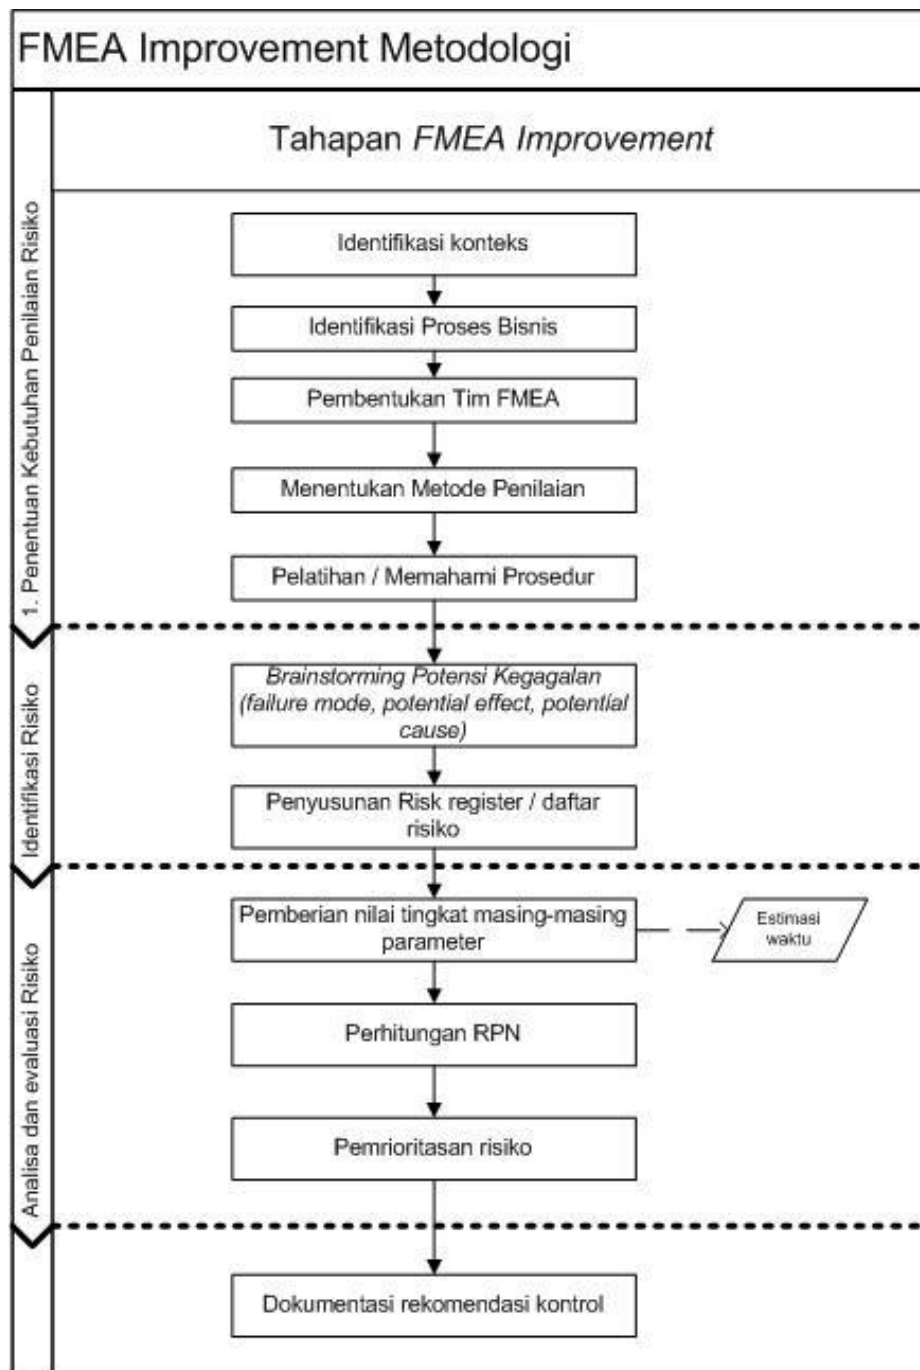 FMEA Improvement Metodologi
Tahapan FMEA Improvement
1. Penentuan Kebutuhan Penilaian Risiko
Identifikasi konteks
Identifikasi Proses Bisnis
Pembentukan Tim FMEA
Menentukan Metode Penilaian
Pelatihan / Memahami Prosedur
Identifikasi Risiko
Brainstorming Potensi Kegagalan
(failure mode, potential effect, potential
cause)
Penyusunan Risk register / daftar
risiko
Analisa dan evaluasi Risiko
Pemberian nilai tingkat masing-masing
parameter
Estimasi
waktu
Perhitungan RPN
Pemrioritasan risiko
Dokumentasi rekomendasi kontrol